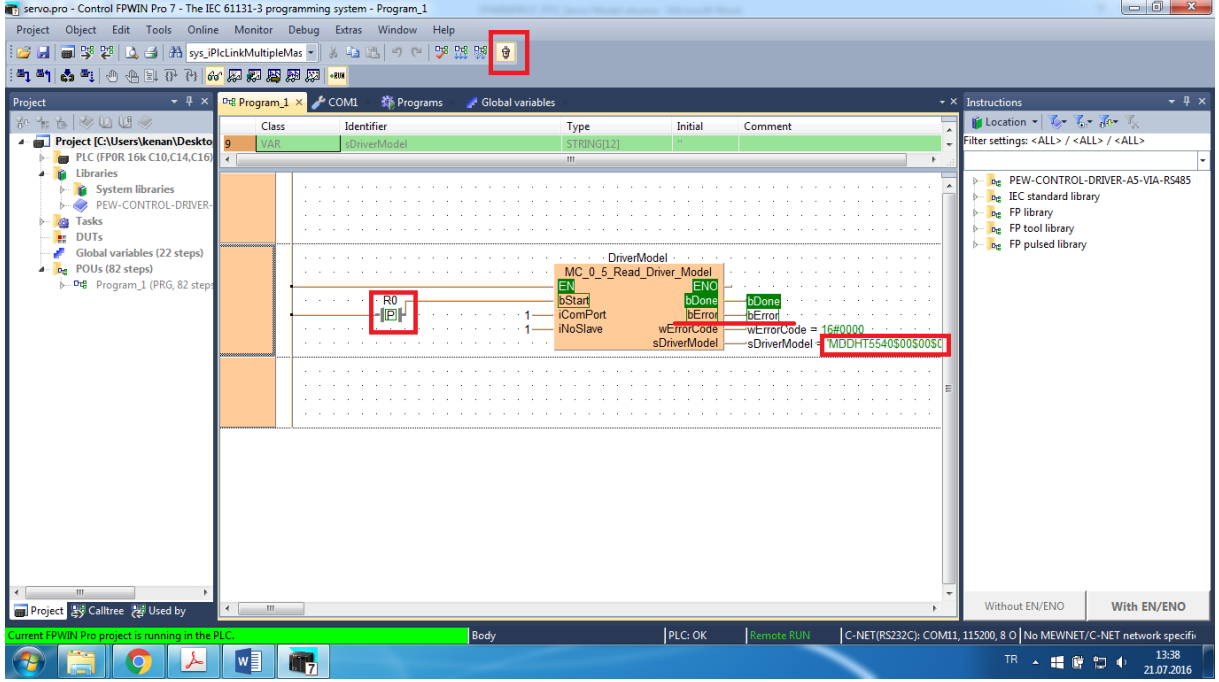 servo.pro - Control FPWIN Pro 7 - The IEC 61131-3 programming system - Program_1
Project Object Edit Tools Online Monitor Debug Extras Window Help
sys_iPlcLinkMultipleMas
Project
Program_1 COM1 Programs Global variables
Instructions
Location
Class Identifier Type Initial Comment
9 VAR sDriverModel STRING[12] ''
Project [C:\Users\kenan\Deskto
PLC (FP0R 16k C10,C14,C16)
Libraries
System libraries
PEW-CONTROL-DRIVER-
Tasks
DUTs
Global variables (22 steps)
POUs (82 steps)
Program_1 (PRG, 82 steps
Filter settings: <ALL> / <ALL> / <ALL>
PEW-CONTROL-DRIVER-A5-VIA-RS485
IEC standard library
FP library
FP tool library
FP pulsed library
DriverModel
MC_0_5_Read_Driver_Model
EN ENO
R0
P
bStart bDone bDone
1 iComPort bError bError
1 iNoSlave wErrorCode wErrorCode = 16#0000
sDriverModel sDriverModel = 'MDDHT5540$00$00$0
Project Calltree Used by
Without EN/ENO With EN/ENO
Current FPWIN Pro project is running in the PLC. Body PLC: OK Remote RUN C-NET(RS232C): COM11, 115200, 8 O No MEWNET/C-NET network specifi
TR 13:38
21.07.2016